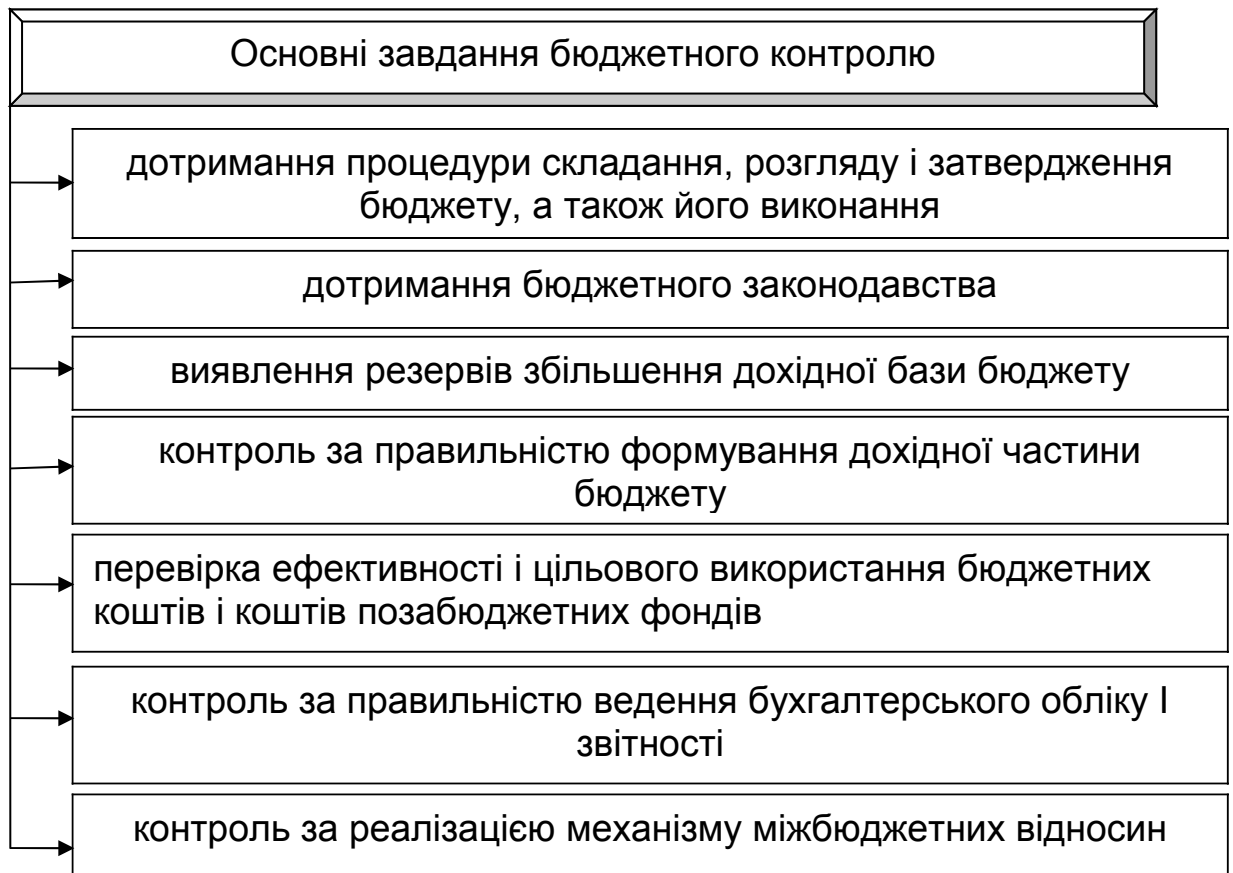 Основні завдання бюджетного контролю
дотримання процедури складання, розгляду і затвердження
бюджету, а також його виконання
дотримання бюджетного законодавства
виявлення резервів збільшення дохідної бази бюджету
контроль за правильністю формування дохідної частини
бюджету
перевірка ефективності і цільового використання бюджетних
коштів і коштів позабюджетних фондів
контроль за правильністю ведення бухгалтерського обліку І
звітності
контроль за реалізацією механізму міжбюджетних відносин